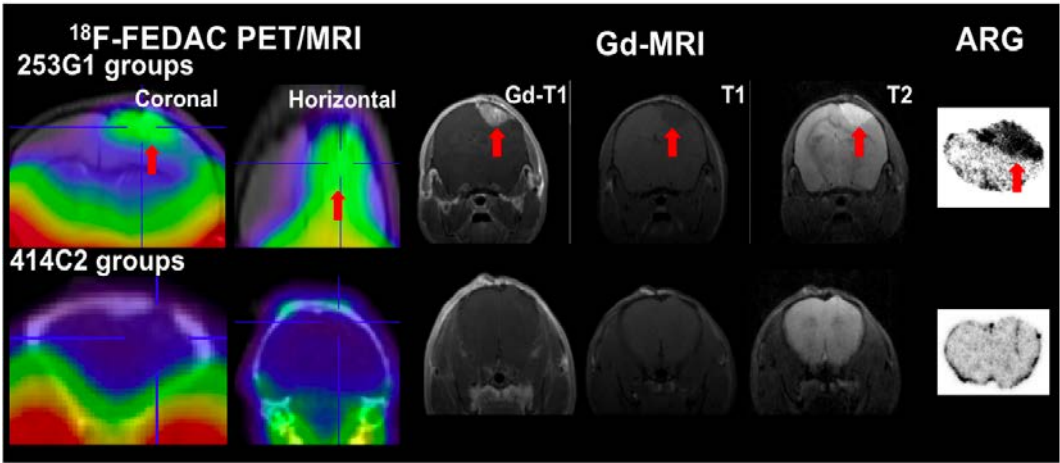 ¹⁸F-FEDAC PET/MRI
Gd-MRI
ARG
253G1 groups
Coronal
Horizontal
Gd-T1
T1
T2
414C2 groups